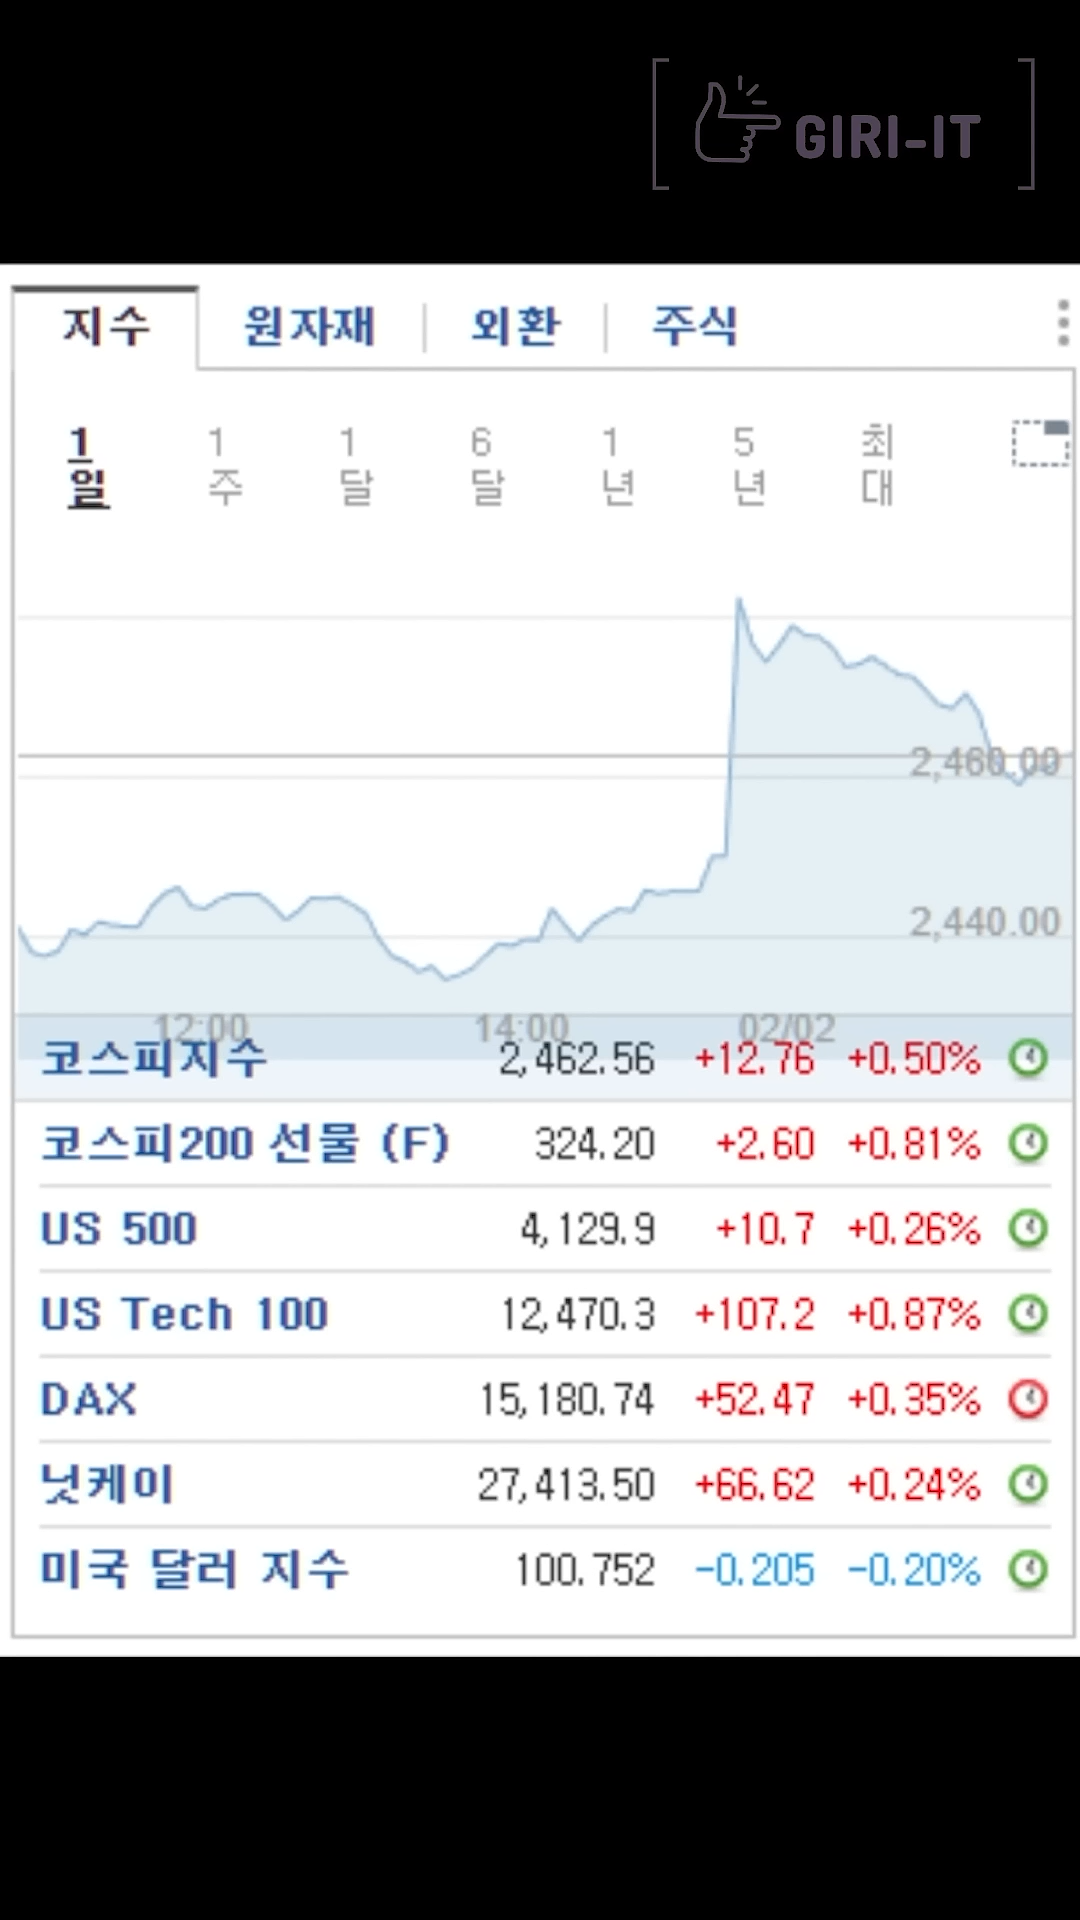 GIRI-IT
지수 원자재 외환 주식
1일 1주 1달 6달 1년 5년 최대
2,460.00
2,440.00
12:00 14:00 02/02
코스피지수 2,462.56 +12.76 +0.50%
코스피200 선물 (F) 324.20 +2.60 +0.81%
US 500 4,129.9 +10.7 +0.26%
US Tech 100 12,470.3 +107.2 +0.87%
DAX 15,180.74 +52.47 +0.35%
닛케이 27,413.50 +66.62 +0.24%
미국 달러 지수 100.752 -0.205 -0.20%